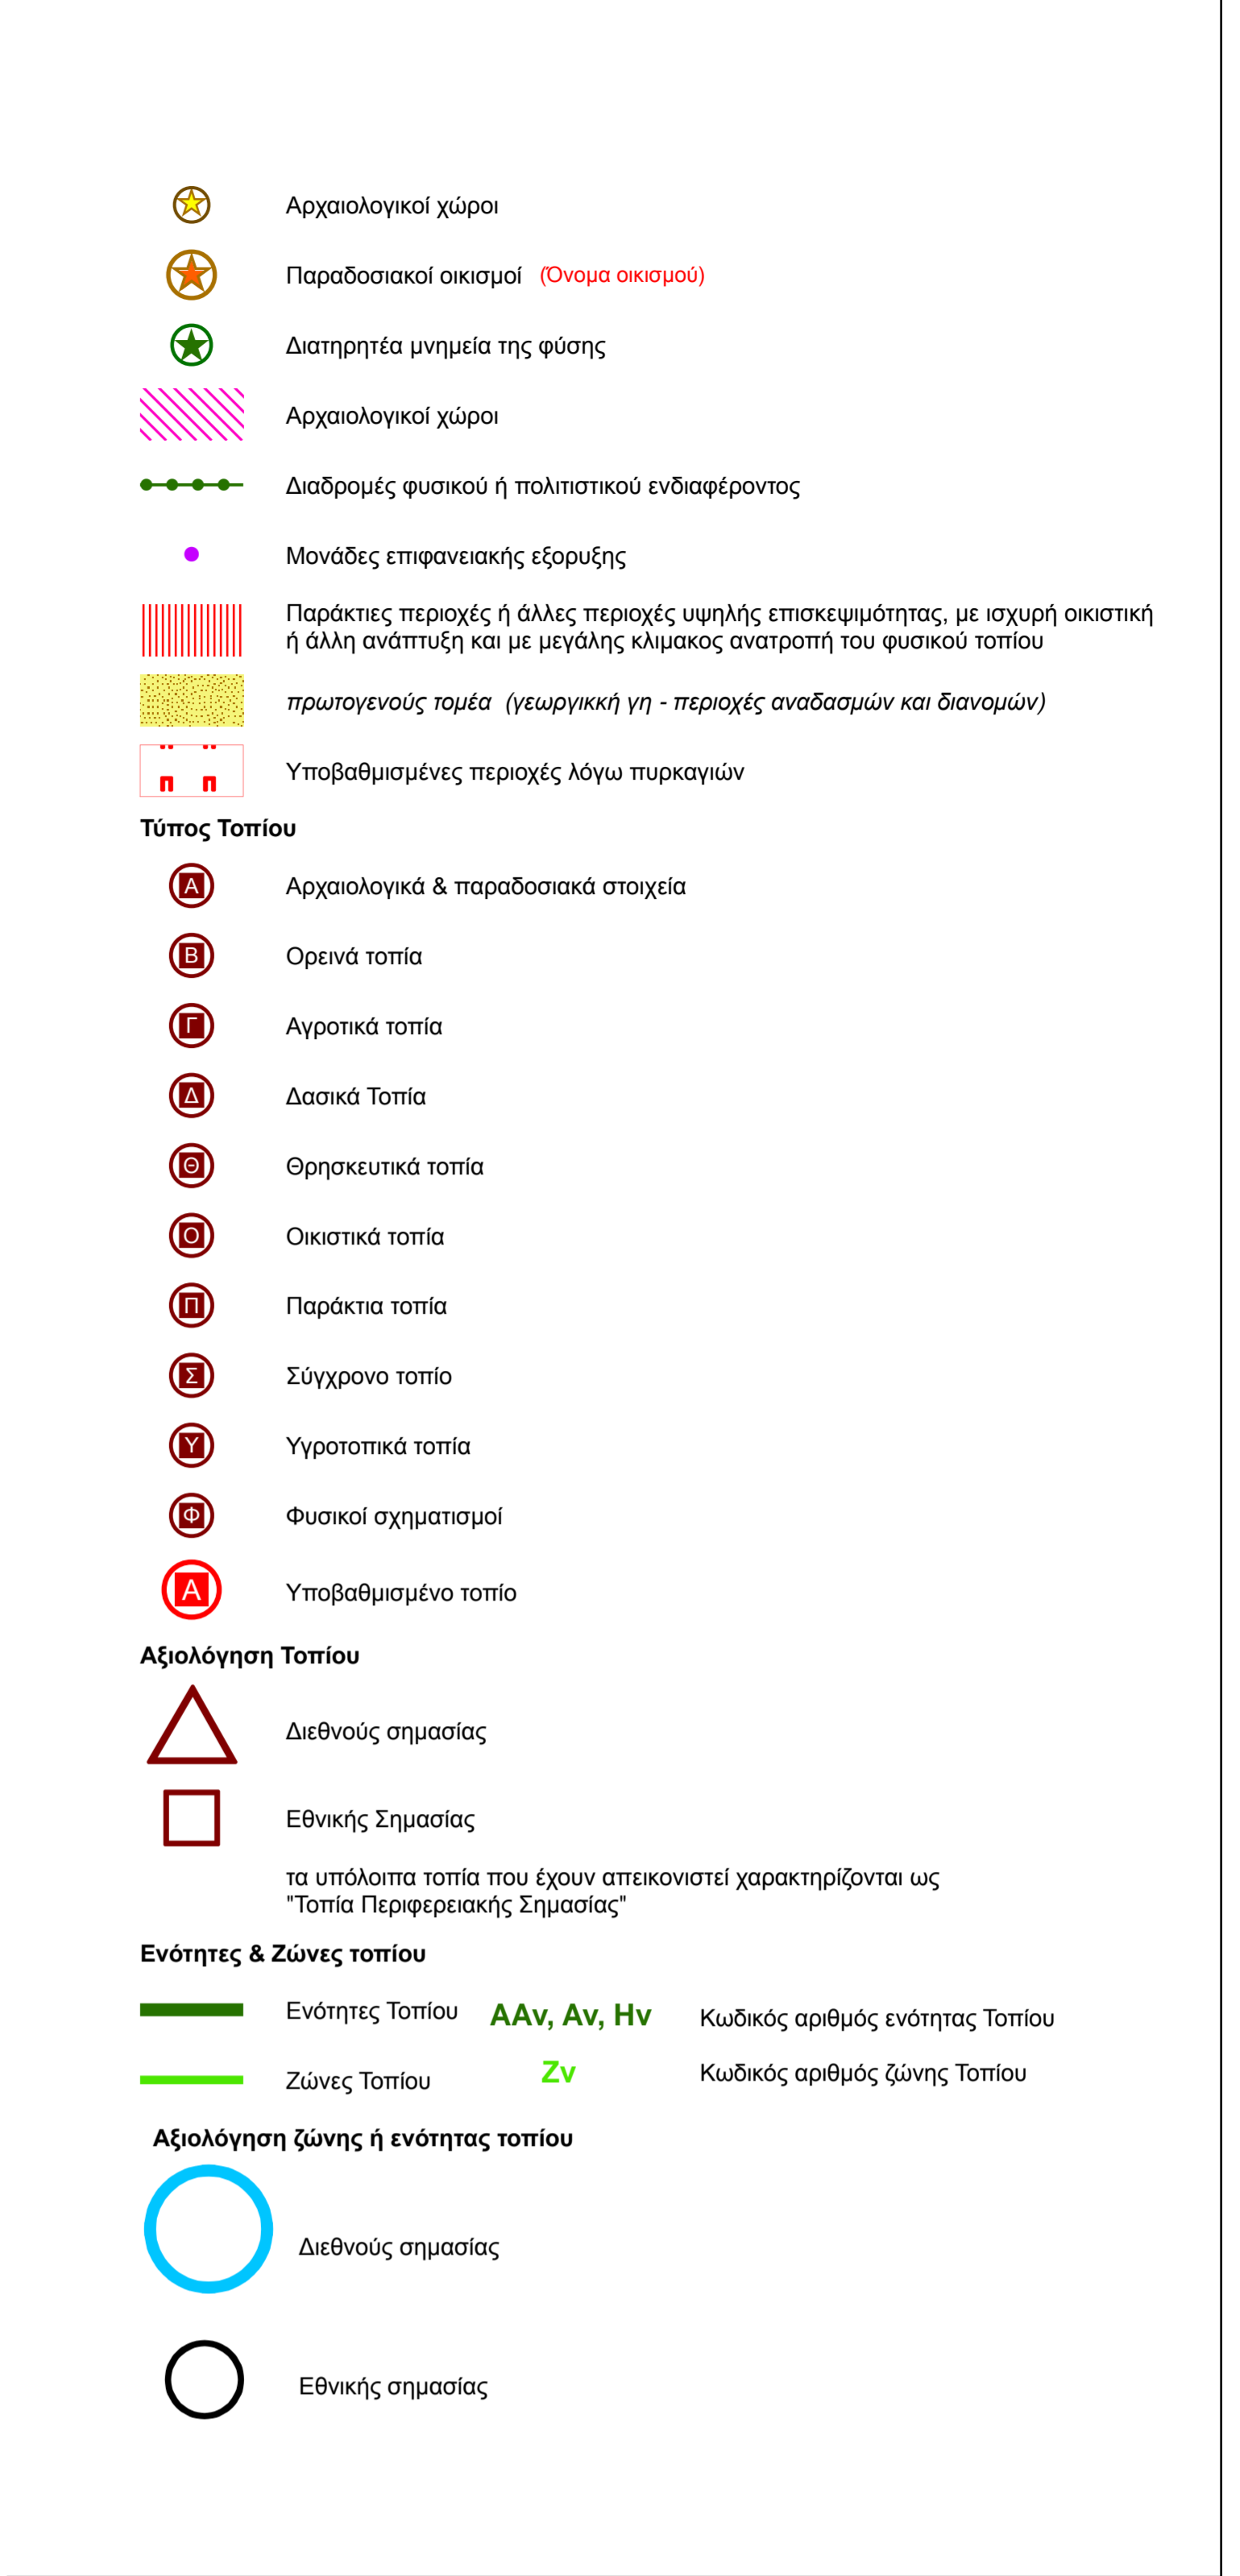 Αρχαιολογικοί χώροι
Παραδοσιακοί οικισμοί (Όνομα οικισμού)
Διατηρητέα μνημεία της φύσης
Αρχαιολογικοί χώροι
Διαδρομές φυσικού ή πολιτιστικού ενδιαφέροντος
Μονάδες επιφανειακής εξορυξης
Παράκτιες περιοχές ή άλλες περιοχές υψηλής επισκεψιμότητας, με ισχυρή οικιστική
ή άλλη ανάπτυξη και με μεγάλης κλιμακος ανατροπή του φυσικού τοπίου
πρωτογενούς τομέα (γεωργικκή γη - περιοχές αναδασμών και διανομών)
Υποβαθμισμένες περιοχές λόγω πυρκαγιών
Τύπος Τοπίου
Α Αρχαιολογικά & παραδοσιακά στοιχεία
Β Ορεινά τοπία
Γ Αγροτικά τοπία
Δ Δασικά Τοπία
Θ Θρησκευτικά τοπία
Ο Οικιστικά τοπία
Π Παράκτια τοπία
Σ Σύγχρονο τοπίο
Υ Υγροτοπικά τοπία
Φ Φυσικοί σχηματισμοί
Α Υποβαθμισμένο τοπίο
Αξιολόγηση Τοπίου
Διεθνούς σημασίας
Εθνικής Σημασίας
τα υπόλοιπα τοπία που έχουν απεικονιστεί χαρακτηρίζονται ως
"Τοπία Περιφερειακής Σημασίας"
Ενότητες & Ζώνες τοπίου
Ενότητες Τοπίου ΑΑν, Αν, Ην Κωδικός αριθμός ενότητας Τοπίου
Ζώνες Τοπίου Ζν Κωδικός αριθμός ζώνης Τοπίου
Αξιολόγηση ζώνης ή ενότητας τοπίου
Διεθνούς σημασίας
Εθνικής σημασίας